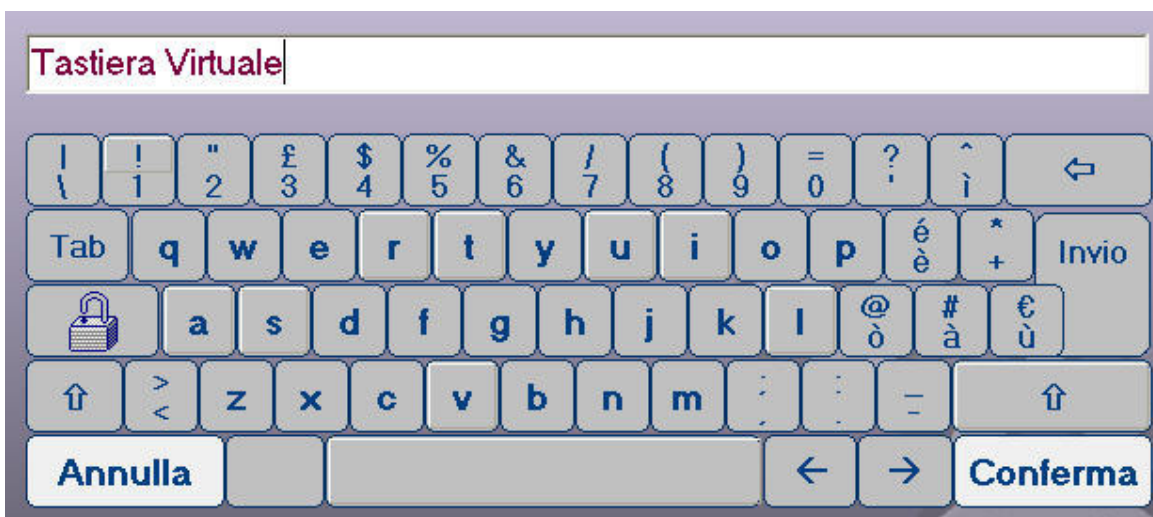 Tastiera Virtuale
| ! " £ $ % & / ( ) = ? ^
\ 1 2 3 4 5 6 7 8 9 0 ' ì
Tab q w e r t y u i o p é è * + Invio
a s d f g h j k l @ ò # à € ù
> < z x c v b n m ; , : . _ -
Annulla Conferma